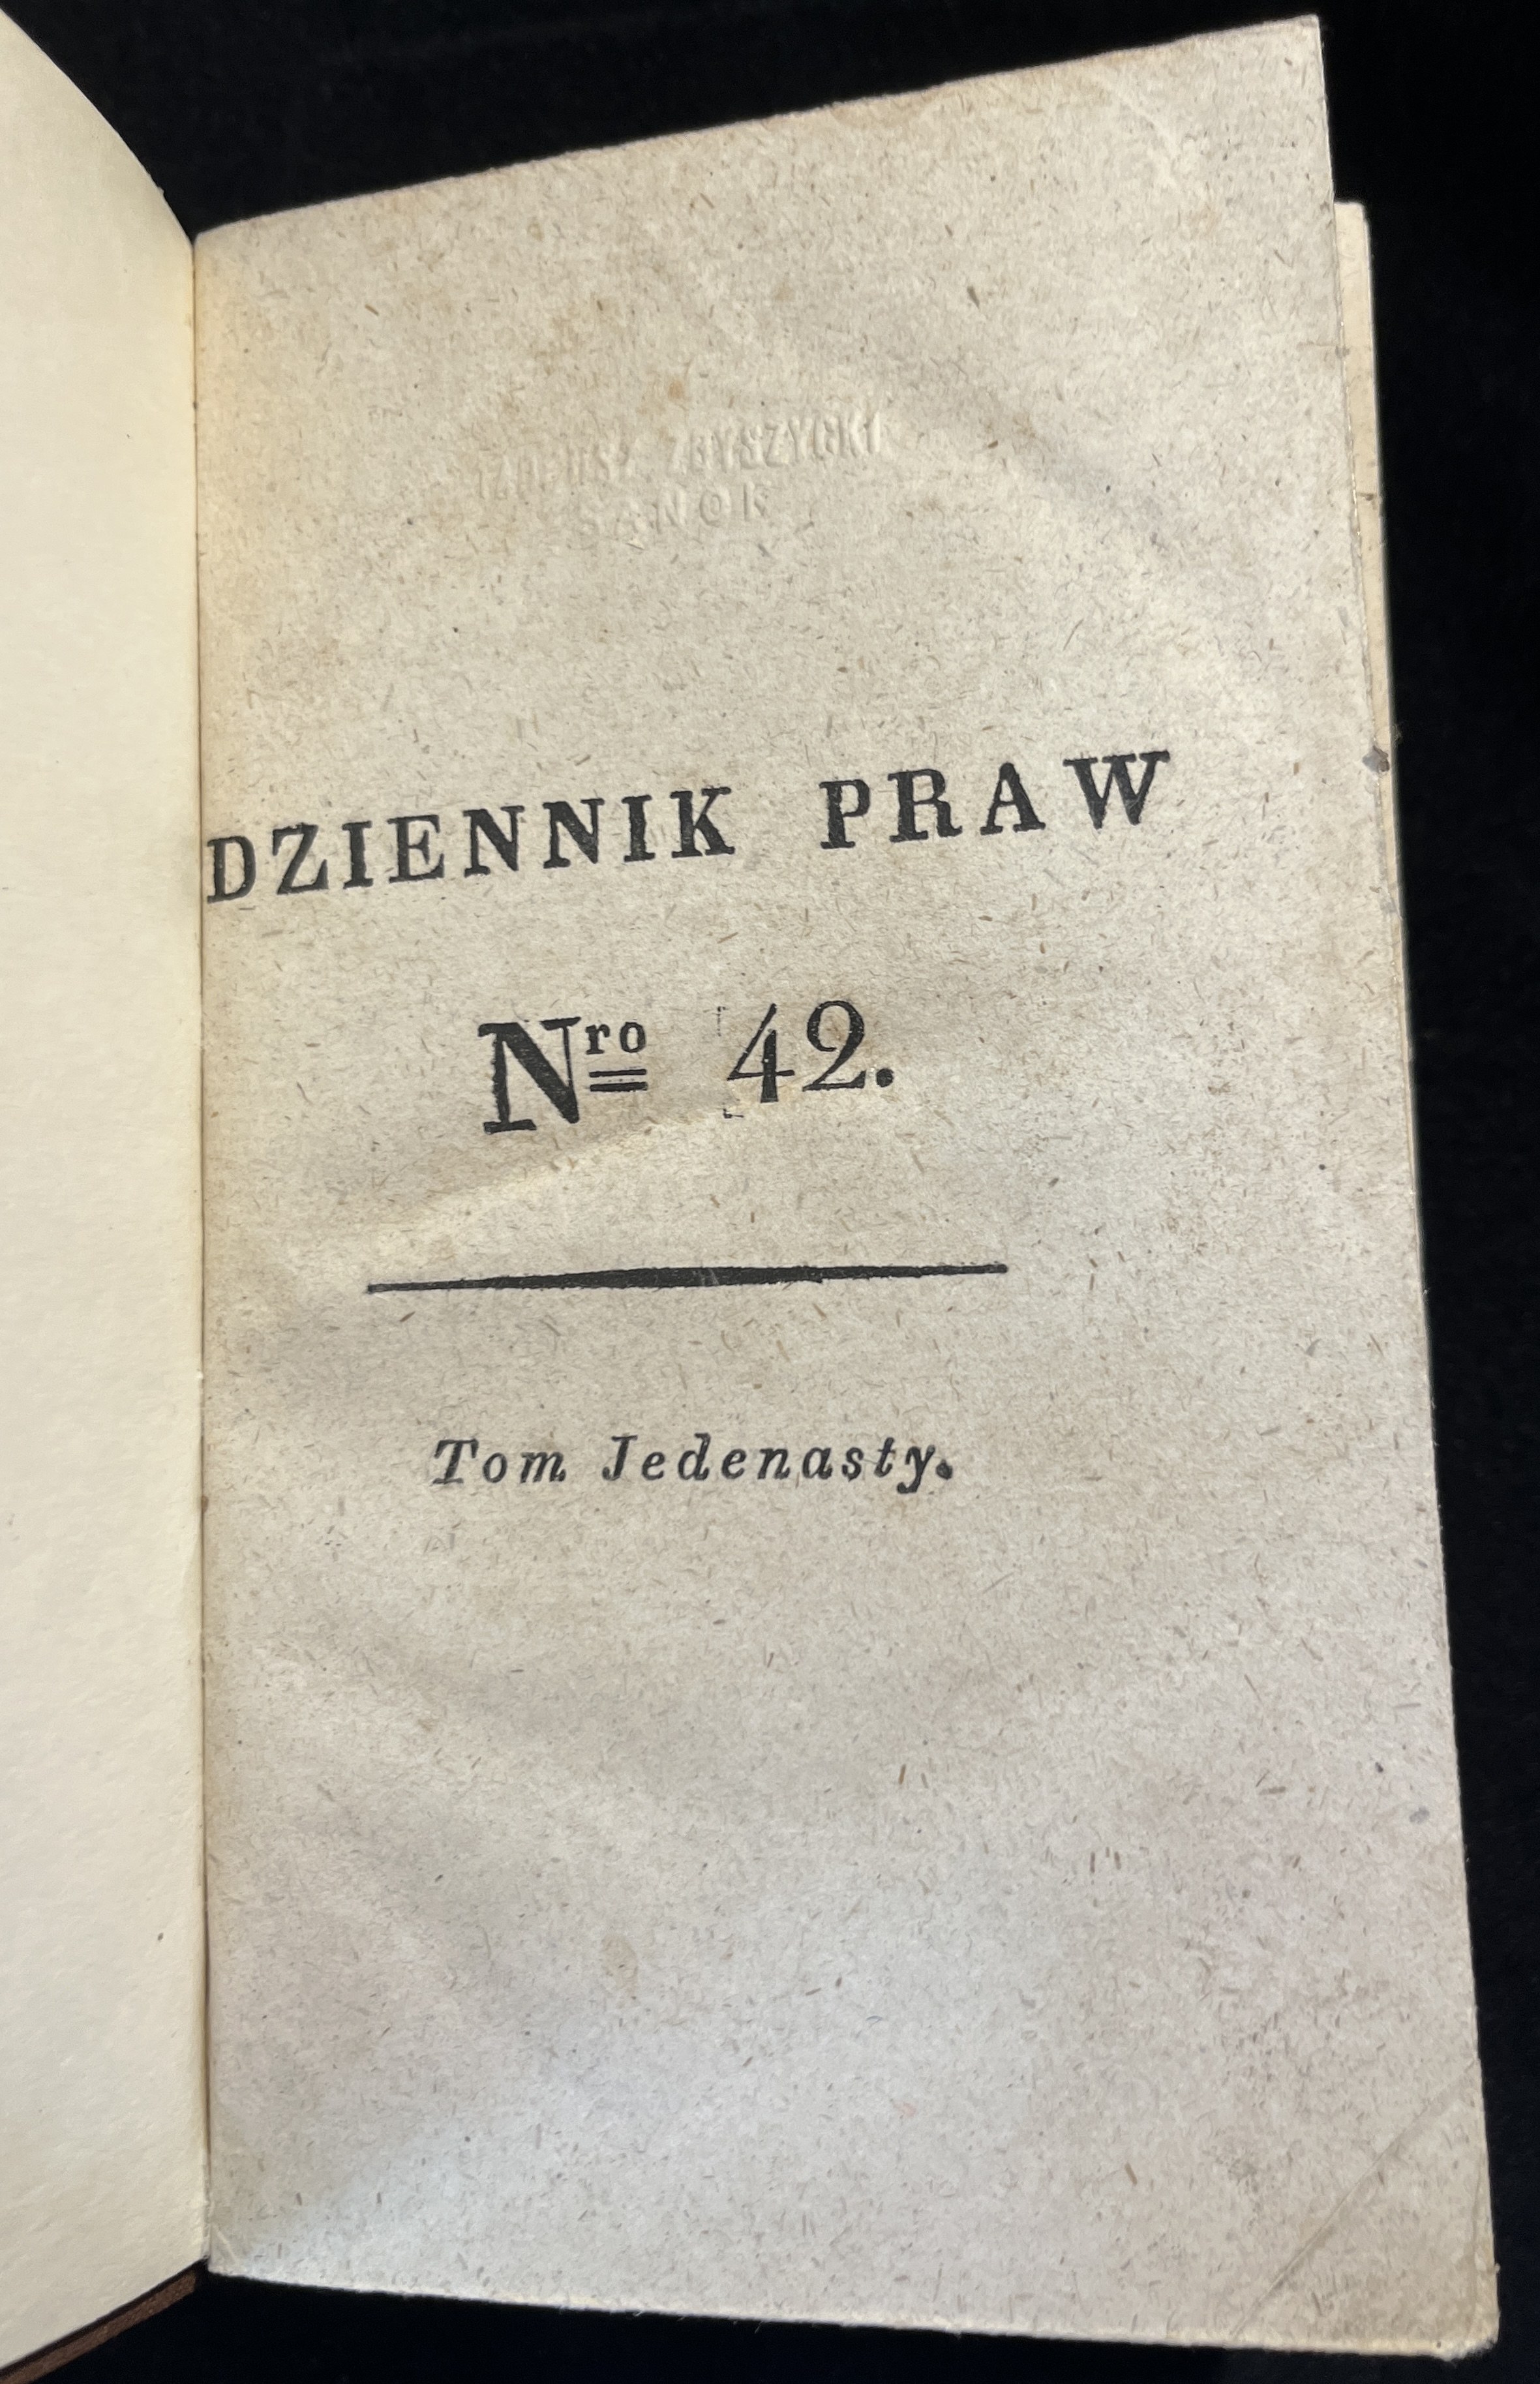 ZBYSZYCKI
SANOK
DZIENNIK PRAW
Nro 42.
Tom Jedenasty.